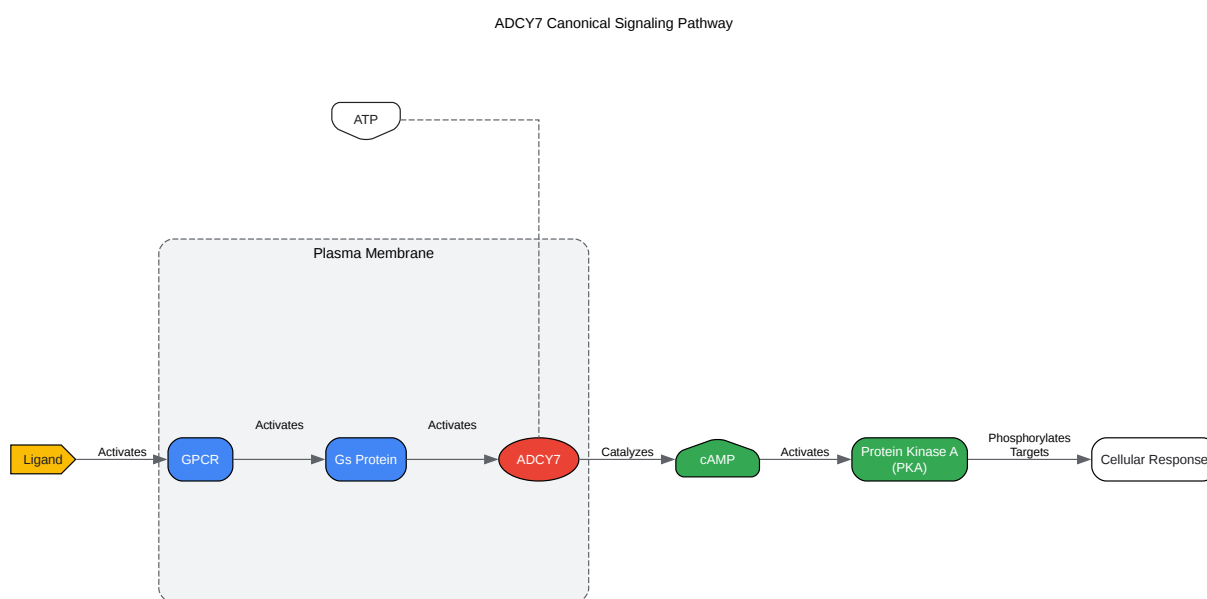 ADCY7 Canonical Signaling Pathway
ATP
Plasma Membrane
Ligand
Activates
GPCR
Activates
Gs Protein
Activates
ADCY7
Catalyzes
cAMP
Activates
Protein Kinase A
(PKA)
Phosphorylates
Targets
Cellular Response